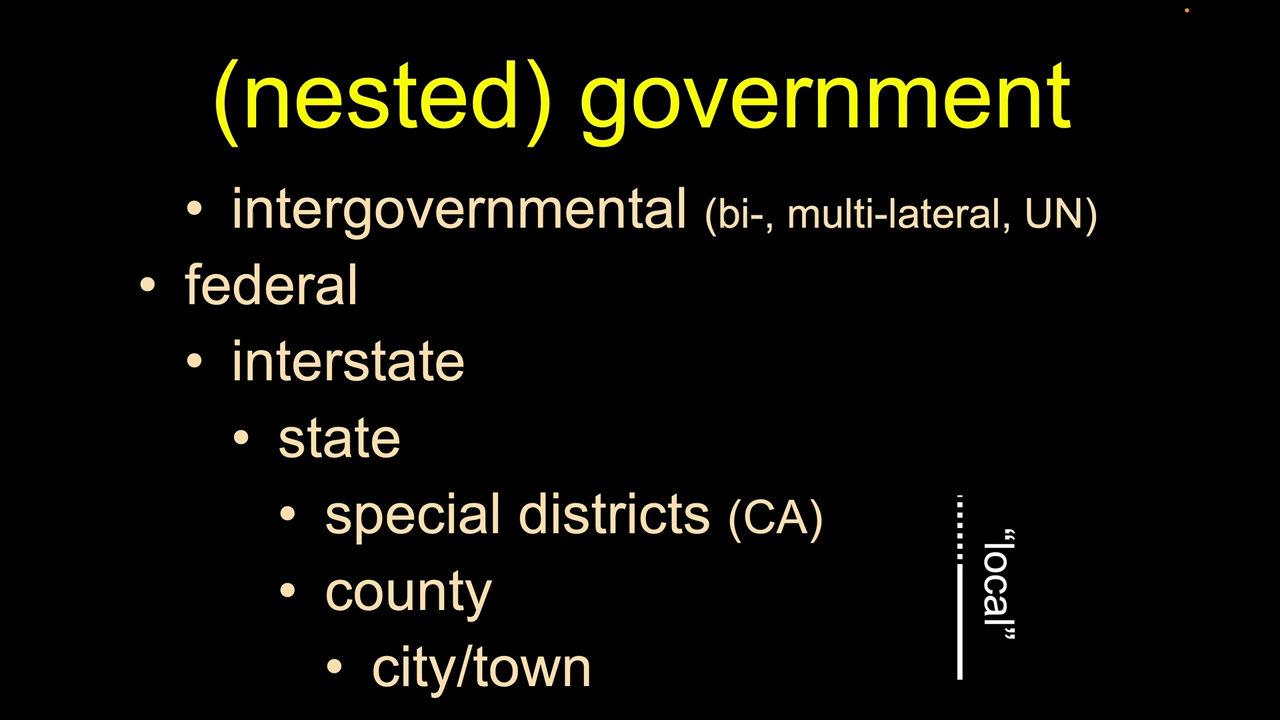 (nested) government
• intergovernmental (bi-, multi-lateral, UN)
• federal
• interstate
• state
• special districts (CA)
• county
• city/town
“local”